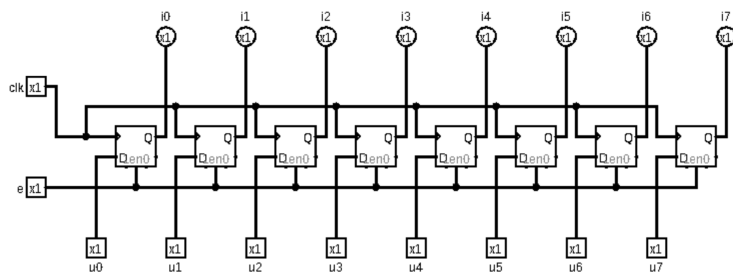 i0 i1 i2 i3 i4 i5 i6 i7
x1 x1 x1 x1 x1 x1 x1 x1
clk x1
Q Q Q Q Q Q Q Q
D en0 D en0 D en0 D en0 D en0 D en0 D en0 D en0
e x1
x1 x1 x1 x1 x1 x1 x1 x1
u0 u1 u2 u3 u4 u5 u6 u7